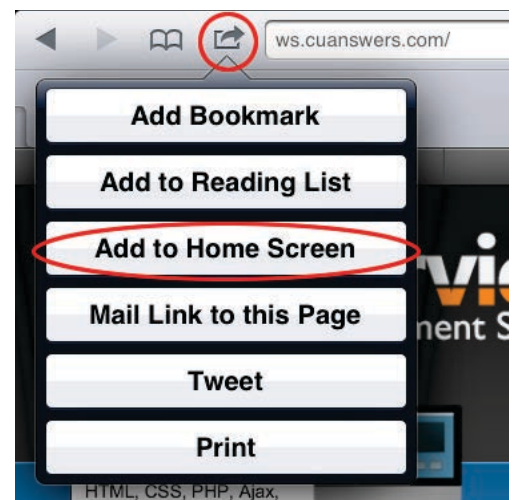 ws.cuanswers.com/
Add Bookmark
Add to Reading List
Add to Home Screen
Mail Link to this Page
Tweet
Print
HTML, CSS, PHP, Ajax,